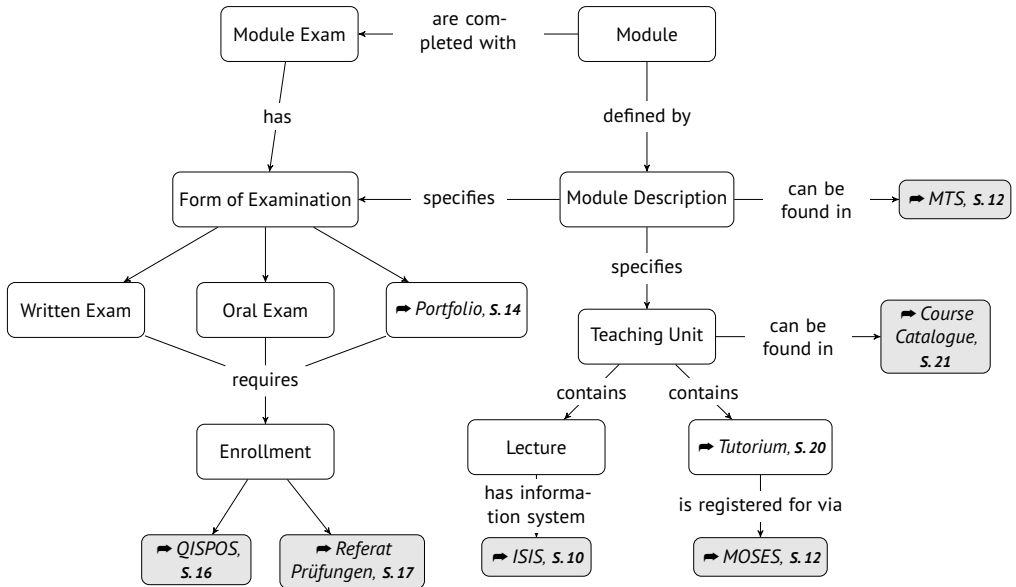 Module Exam
are com-
pleted with
Module
has
defined by
Form of Examination
specifies
Module Description
can be
found in
➦ MTS, S. 12
specifies
Written Exam
Oral Exam
➦ Portfolio, S. 14
Teaching Unit
can be
found in
➦ Course
Catalogue,
S. 21
requires
contains
contains
Enrollment
Lecture
➦ Tutorium, S. 20
has informa-
tion system
is registered for via
➦ QISPOS,
S. 16
➦ Referat
Prüfungen, S. 17
➦ ISIS, S. 10
➦ MOSES, S. 12